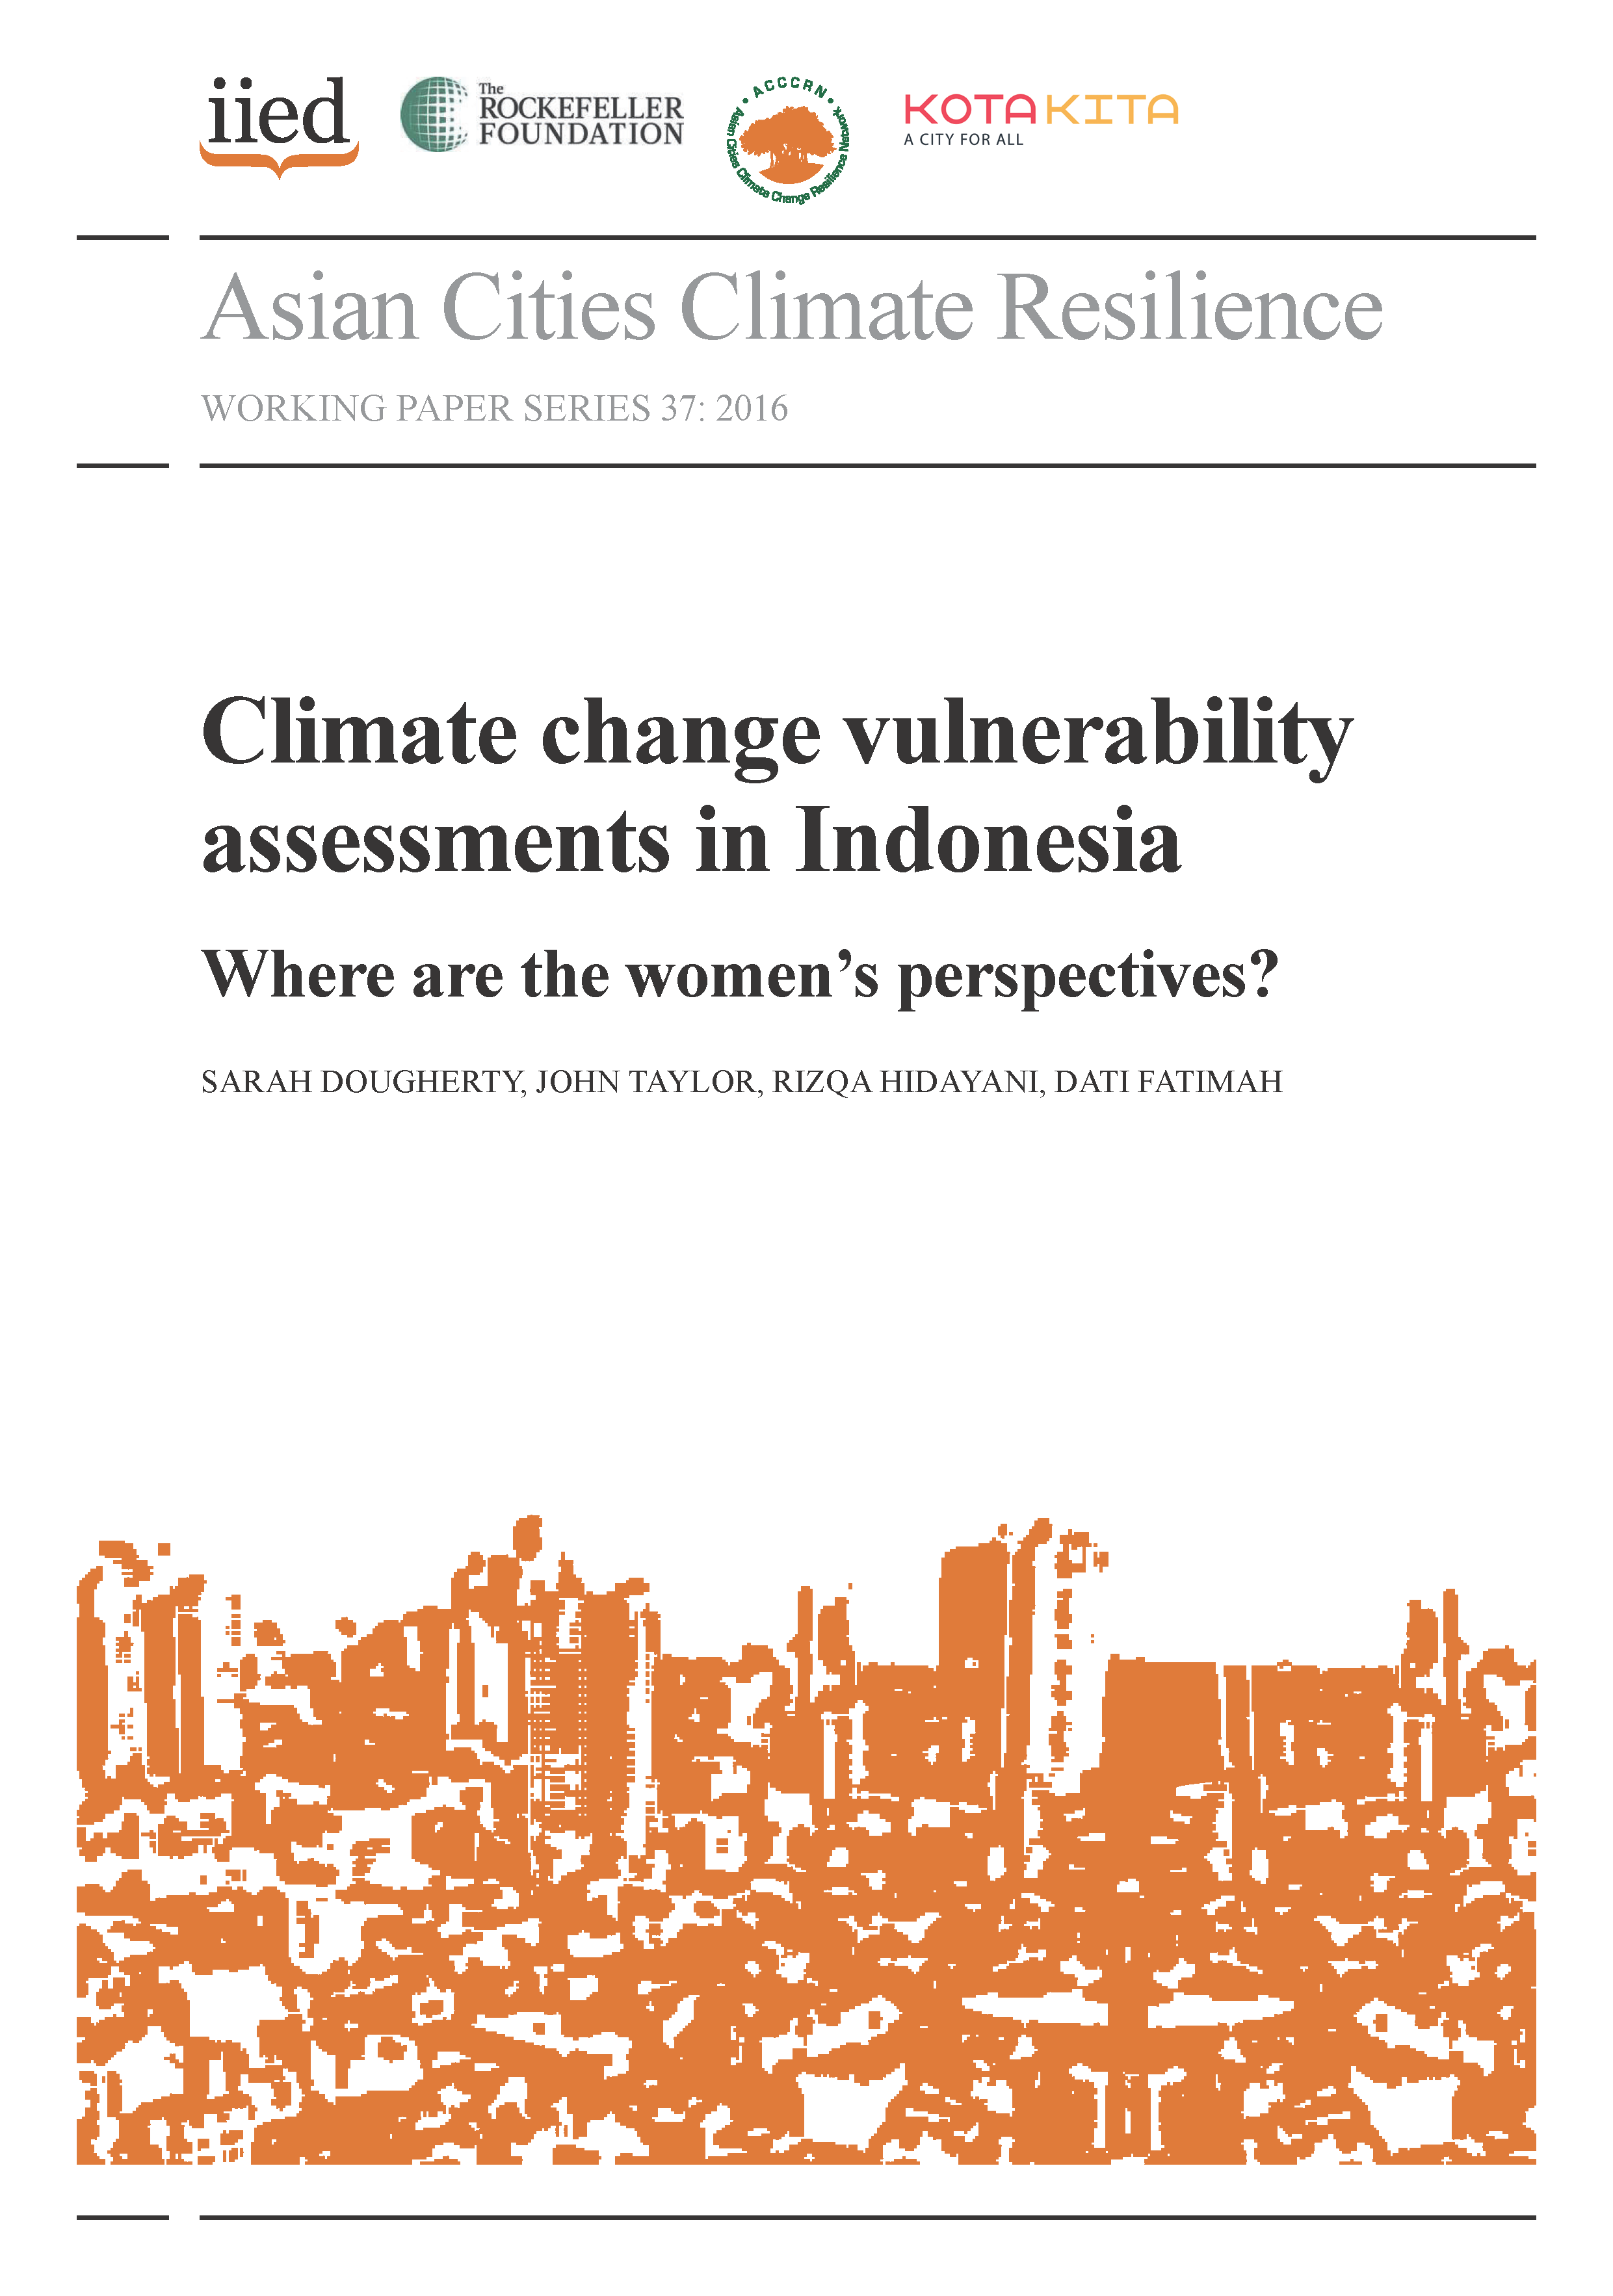 iied
The
ROCKEFELLER
FOUNDATION
• ACCCRN •
Asian Cities Climate Change Resilience Network
KOTA KITA
A CITY FOR ALL
Asian Cities Climate Resilience
WORKING PAPER SERIES 37: 2016
Climate change vulnerability
assessments in Indonesia
Where are the women’s perspectives?
SARAH DOUGHERTY, JOHN TAYLOR, RIZQA HIDAYANI, DATI FATIMAH